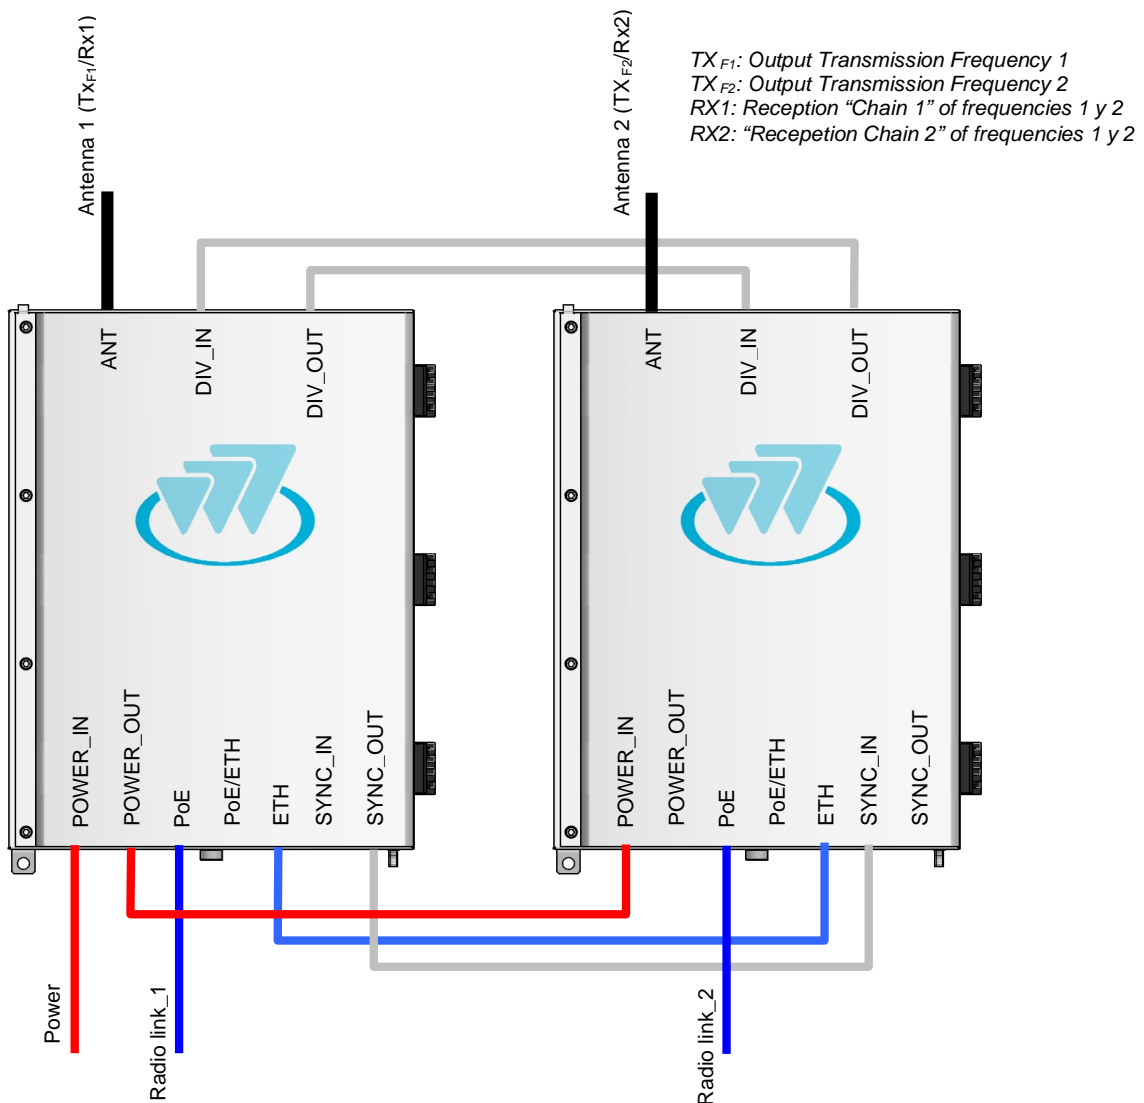 Antenna 1 (TxF1/Rx1)
Antenna 2 (TX F2/Rx2)
TX F1: Output Transmission Frequency 1
TX F2: Output Transmission Frequency 2
RX1: Reception “Chain 1” of frequencies 1 y 2
RX2: “Recepetion Chain 2” of frequencies 1 y 2
ANT
DIV_IN
DIV_OUT
ANT
DIV_IN
DIV_OUT
POWER_IN
POWER_OUT
PoE
PoE/ETH
ETH
SYNC_IN
SYNC_OUT
POWER_IN
POWER_OUT
PoE
PoE/ETH
ETH
SYNC_IN
SYNC_OUT
Power
Radio link_1
Radio link_2